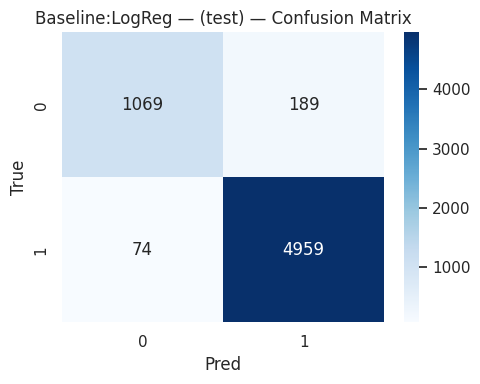 Baseline:LogReg — (test) — Confusion Matrix
0 1069 189 4000
3000
True
2000
1 74 4959
1000
0 1
Pred